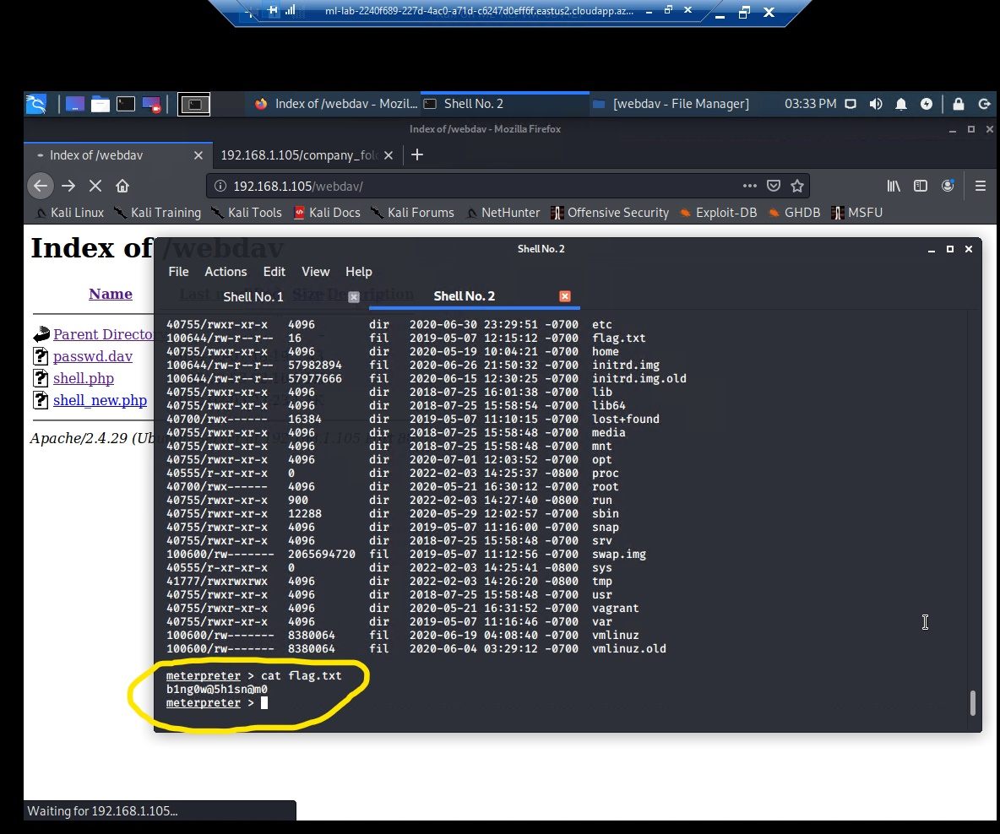 ml-lab-2240f689-227d-4ac0-a71d-c6247d0eff6f.eastus2.cloudapp.az...
Index of /webdav - Mozil...
Shell No. 2
[webdav - File Manager]
03:33 PM
Index of /webdav - Mozilla Firefox
Index of /webdav
192.168.1.105/company_fol
192.168.1.105/webdav/
Kali Linux
Kali Training
Kali Tools
Kali Docs
Kali Forums
NetHunter
Offensive Security
Exploit-DB
GHDB
MSFU
Index of /webdav
Name
Size
Description
Parent Director
passwd.dav
shell.php
shell_new.php
Apache/2.4.29
Shell No. 2
File Actions Edit View Help
Shell No. 1
Shell No. 2
40755/rwxr-xr-x 4096 dir 2020-06-30 23:29:51 -0700 etc
100644/rw-r--r-- 16 fil 2019-05-07 12:15:12 -0700 flag.txt
40755/rwxr-xr-x 4096 dir 2020-05-19 10:04:21 -0700 home
100644/rw-r--r-- 57982894 fil 2020-06-26 21:50:32 -0700 initrd.img
100644/rw-r--r-- 57977666 fil 2020-06-15 12:30:25 -0700 initrd.img.old
40755/rwxr-xr-x 4096 dir 2018-07-25 16:01:38 -0700 lib
40755/rwxr-xr-x 4096 dir 2018-07-25 15:58:54 -0700 lib64
40700/rwx------ 16384 dir 2019-05-07 11:10:15 -0700 lost+found
40755/rwxr-xr-x 4096 dir 2018-07-25 15:58:48 -0700 media
40755/rwxr-xr-x 4096 dir 2018-07-25 15:58:48 -0700 mnt
40755/rwxr-xr-x 4096 dir 2020-07-01 12:03:52 -0700 opt
40555/r-xr-xr-x 0 dir 2022-02-03 14:25:37 -0800 proc
40700/rwx------ 4096 dir 2020-05-21 16:30:12 -0700 root
40755/rwxr-xr-x 900 dir 2022-02-03 14:27:40 -0800 run
40755/rwxr-xr-x 12288 dir 2020-05-29 12:02:57 -0700 sbin
40755/rwxr-xr-x 4096 dir 2019-05-07 11:16:00 -0700 snap
40755/rwxr-xr-x 4096 dir 2018-07-25 15:58:48 -0700 srv
100600/rw------- 2065694720 fil 2019-05-07 11:12:56 -0700 swap.img
40555/r-xr-xr-x 0 dir 2022-02-03 14:25:41 -0800 sys
41777/rwxrwxrwx 4096 dir 2022-02-03 14:26:20 -0800 tmp
40755/rwxr-xr-x 4096 dir 2018-07-25 15:58:48 -0700 usr
40755/rwxr-xr-x 4096 dir 2020-05-21 16:31:52 -0700 vagrant
40755/rwxr-xr-x 4096 dir 2019-05-07 11:16:46 -0700 var
100600/rw------- 8380064 fil 2020-06-19 04:08:40 -0700 vmlinuz
100600/rw------- 8380064 fil 2020-06-04 03:29:12 -0700 vmlinuz.old
meterpreter > cat flag.txt
b1ng0w@5h1sn@m0
meterpreter >
Waiting for 192.168.1.105...